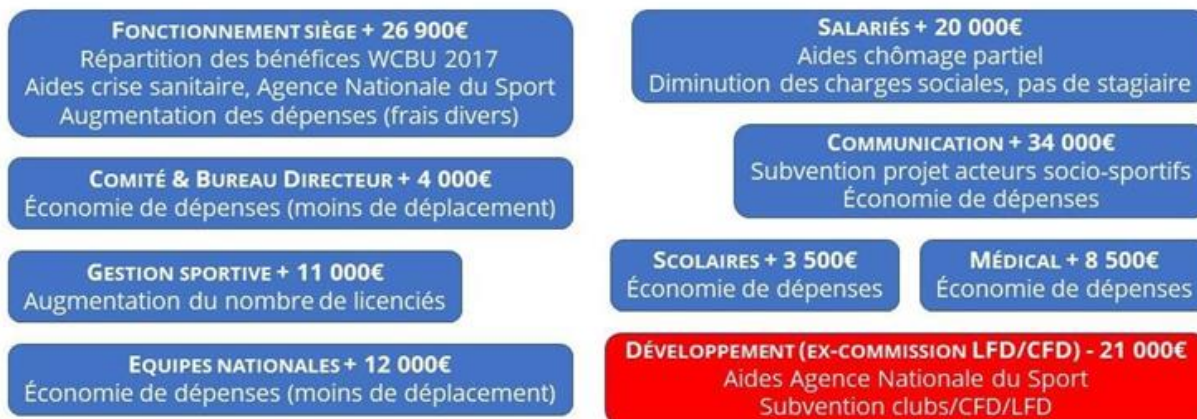 FONCTIONNEMENT SIÈGE + 26 900€
Répartition des bénéfices WCBU 2017
Aides crise sanitaire, Agence Nationale du Sport
Augmentation des dépenses (frais divers)
COMITÉ & BUREAU DIRECTEUR + 4 000€
Économie de dépenses (moins de déplacement)
GESTION SPORTIVE + 11 000€
Augmentation du nombre de licenciés
EQUIPES NATIONALES + 12 000€
Économie de dépenses (moins de déplacement)
SALARIÉS + 20 000€
Aides chômage partiel
Diminution des charges sociales, pas de stagiaire
COMMUNICATION + 34 000€
Subvention projet acteurs socio-sportifs
Économie de dépenses
SCOLAIRES + 3 500€
Économie de dépenses
MÉDICAL + 8 500€
Économie de dépenses
DÉVELOPPEMENT (EX-COMMISSION LFD/CFD) - 21 000€
Aides Agence Nationale du Sport
Subvention clubs/CFD/LFD